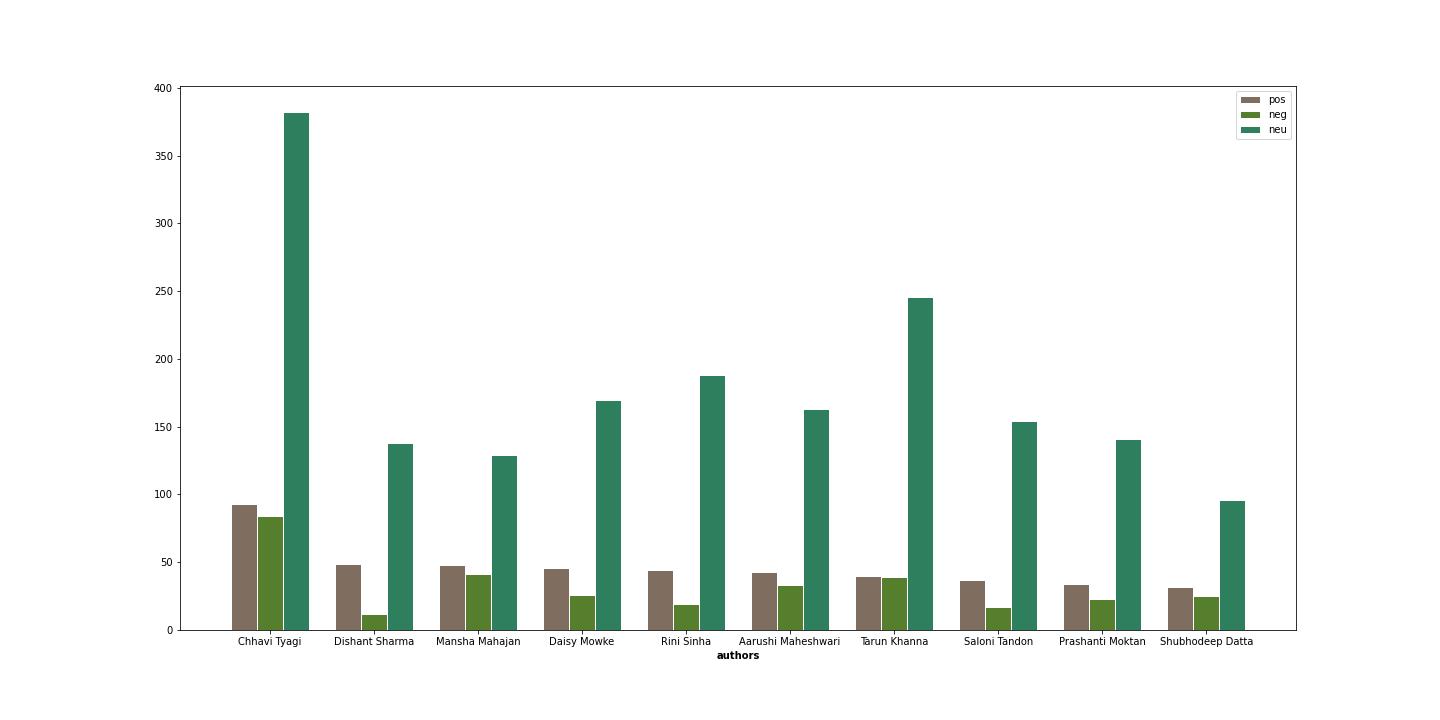 400
350
300
250
200
150
100
50
0
pos
neg
neu
Chhavi Tyagi
Dishant Sharma
Mansha Mahajan
Daisy Mowke
Rini Sinha
Aarushi Maheshwari
Tarun Khanna
Saloni Tandon
Prashanti Moktan
Shubhodeep Datta
authors